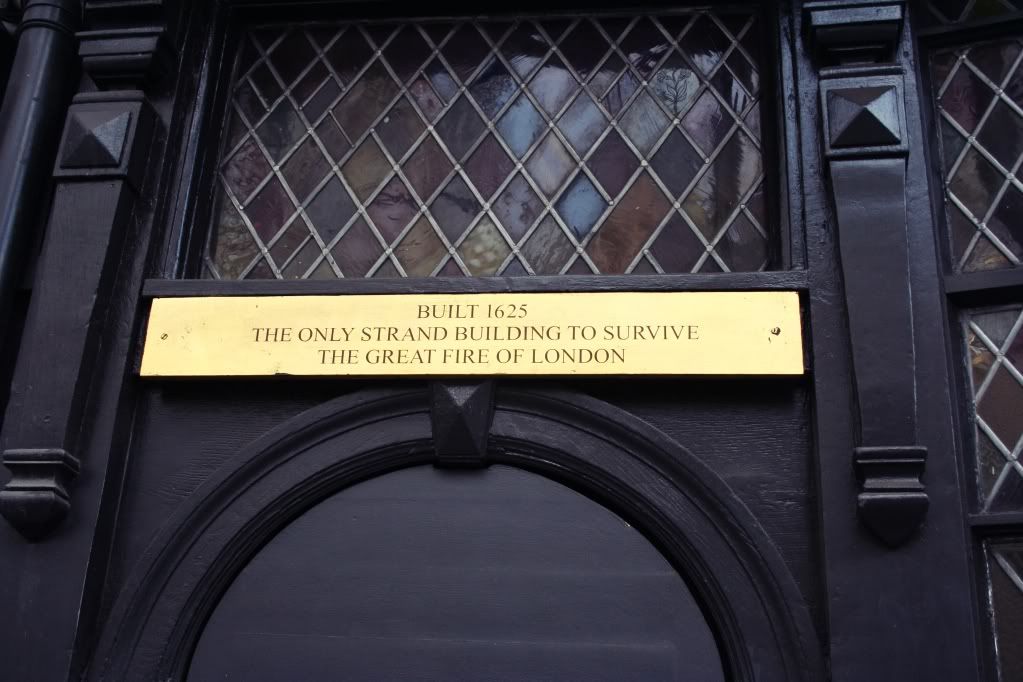 BUILT 1625
THE ONLY STRAND BUILDING TO SURVIVE
THE GREAT FIRE OF LONDON